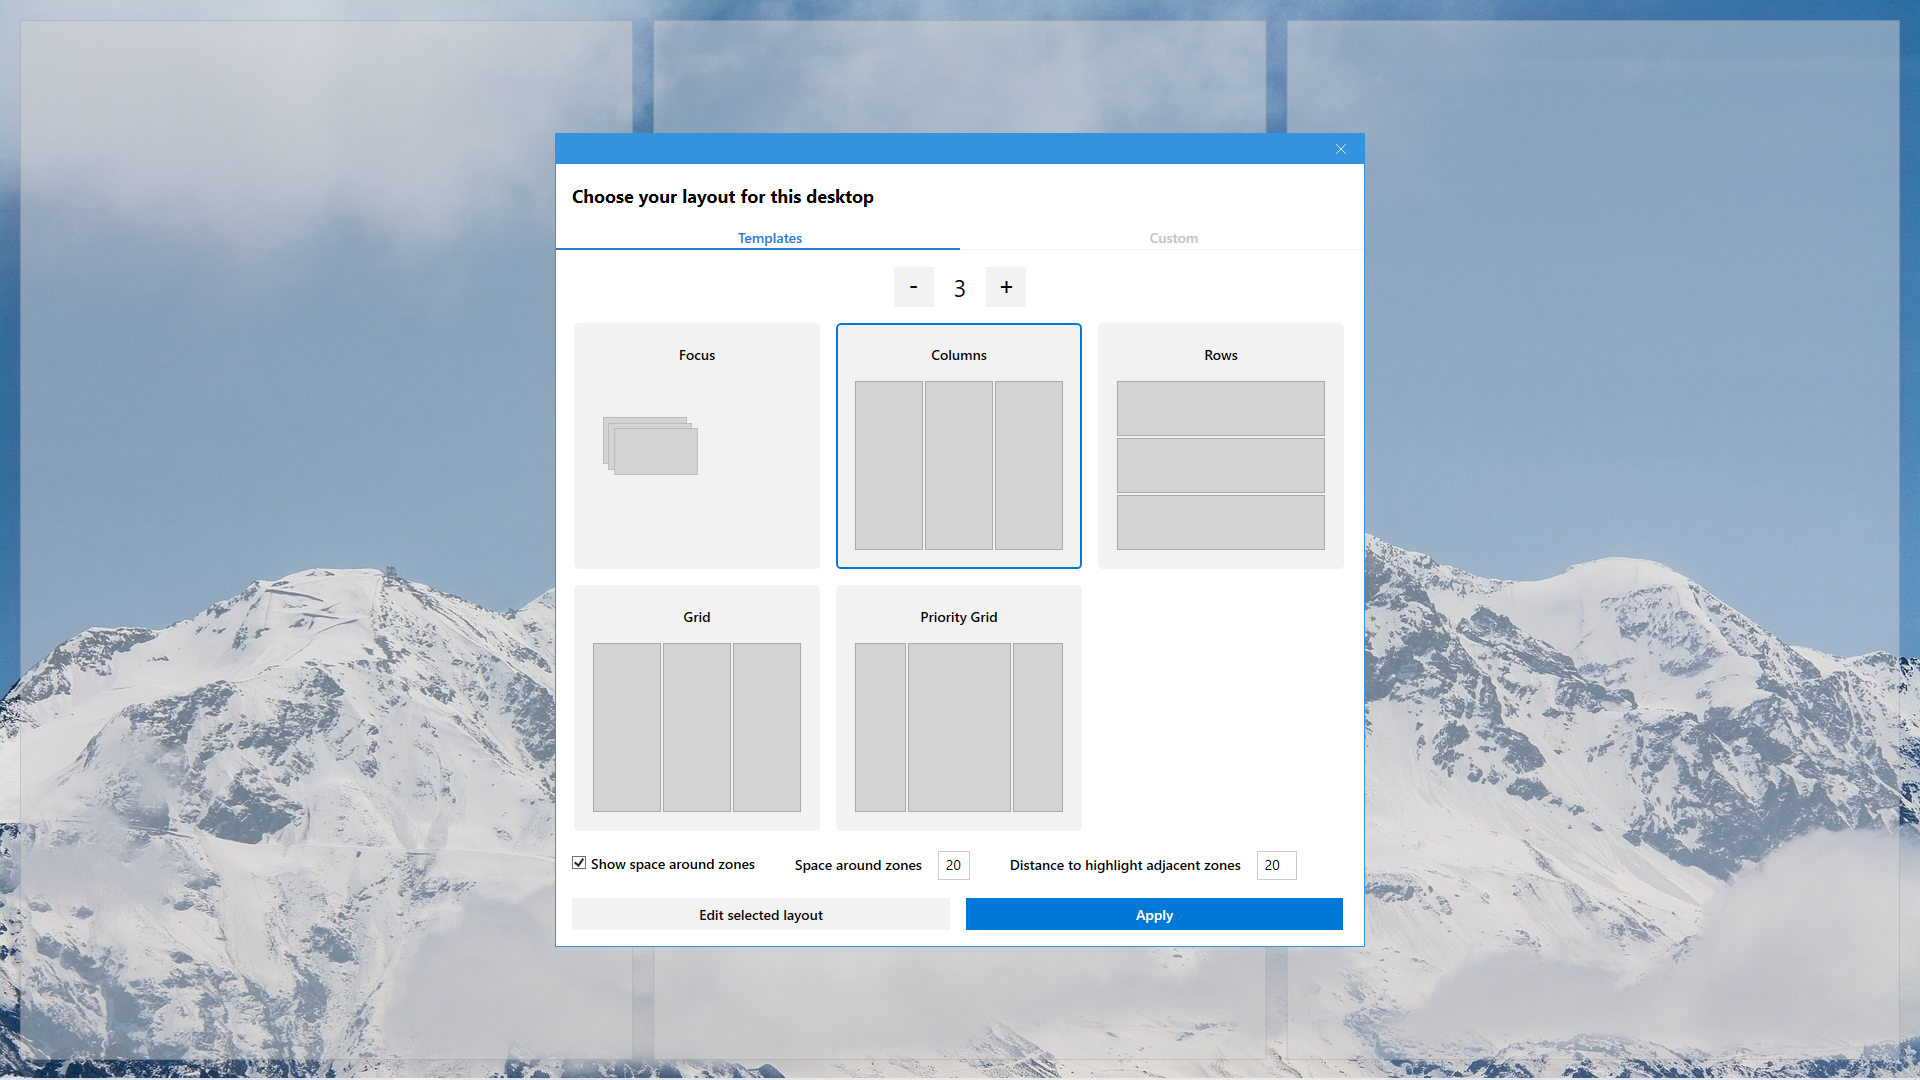 Choose your layout for this desktop
Templates Custom
- 3 +
Focus Columns Rows
Grid Priority Grid
Show space around zones Space around zones 20 Distance to highlight adjacent zones 20
Edit selected layout Apply